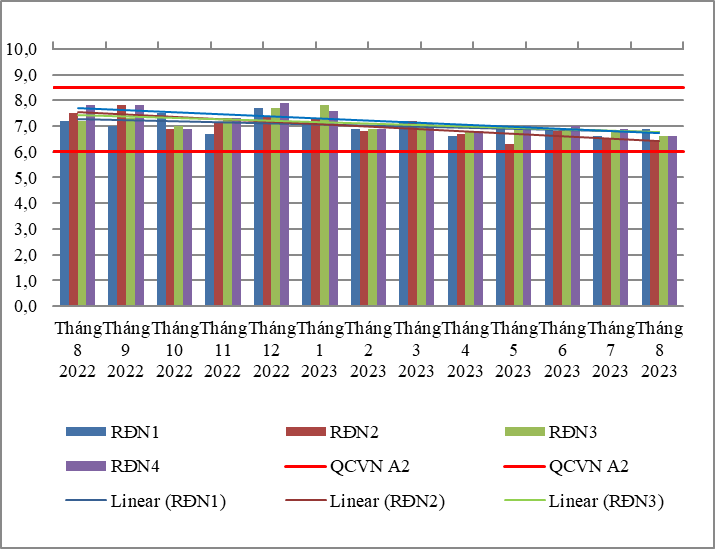 10,0
9,0
8,0
7,0
6,0
5,0
4,0
3,0
2,0
1,0
0,0
Tháng Tháng Tháng Tháng Tháng Tháng Tháng Tháng Tháng Tháng Tháng Tháng Tháng
8 9 10 11 12 1 2 3 4 5 6 7 8
2022 2022 2022 2022 2022 2023 2023 2023 2023 2023 2023 2023 2023
RĐN1 RĐN2 RĐN3
RĐN4 QCVN A2 QCVN A2
Linear (RĐN1) Linear (RĐN2) Linear (RĐN3)